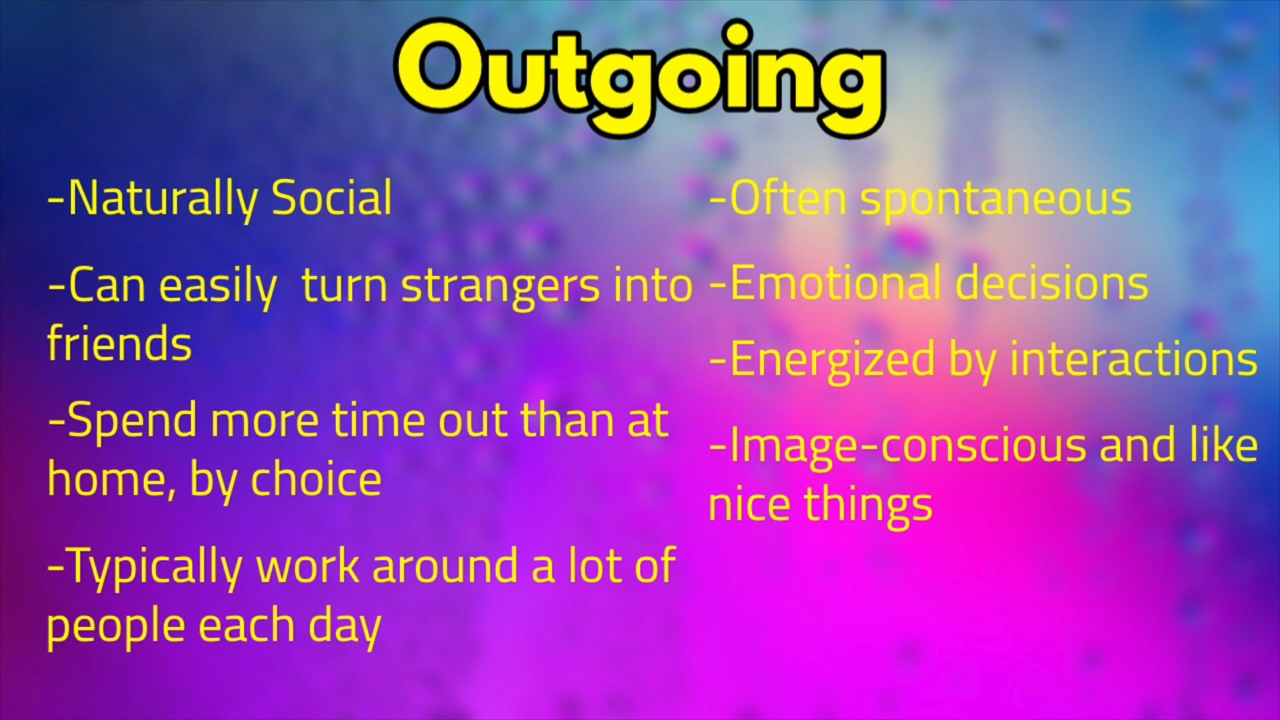 Outgoing
-Naturally Social
-Can easily  turn strangers into
friends
-Spend more time out than at
home, by choice
-Typically work around a lot of
people each day
-Often spontaneous
-Emotional decisions
-Energized by interactions
-Image-conscious and like
nice things